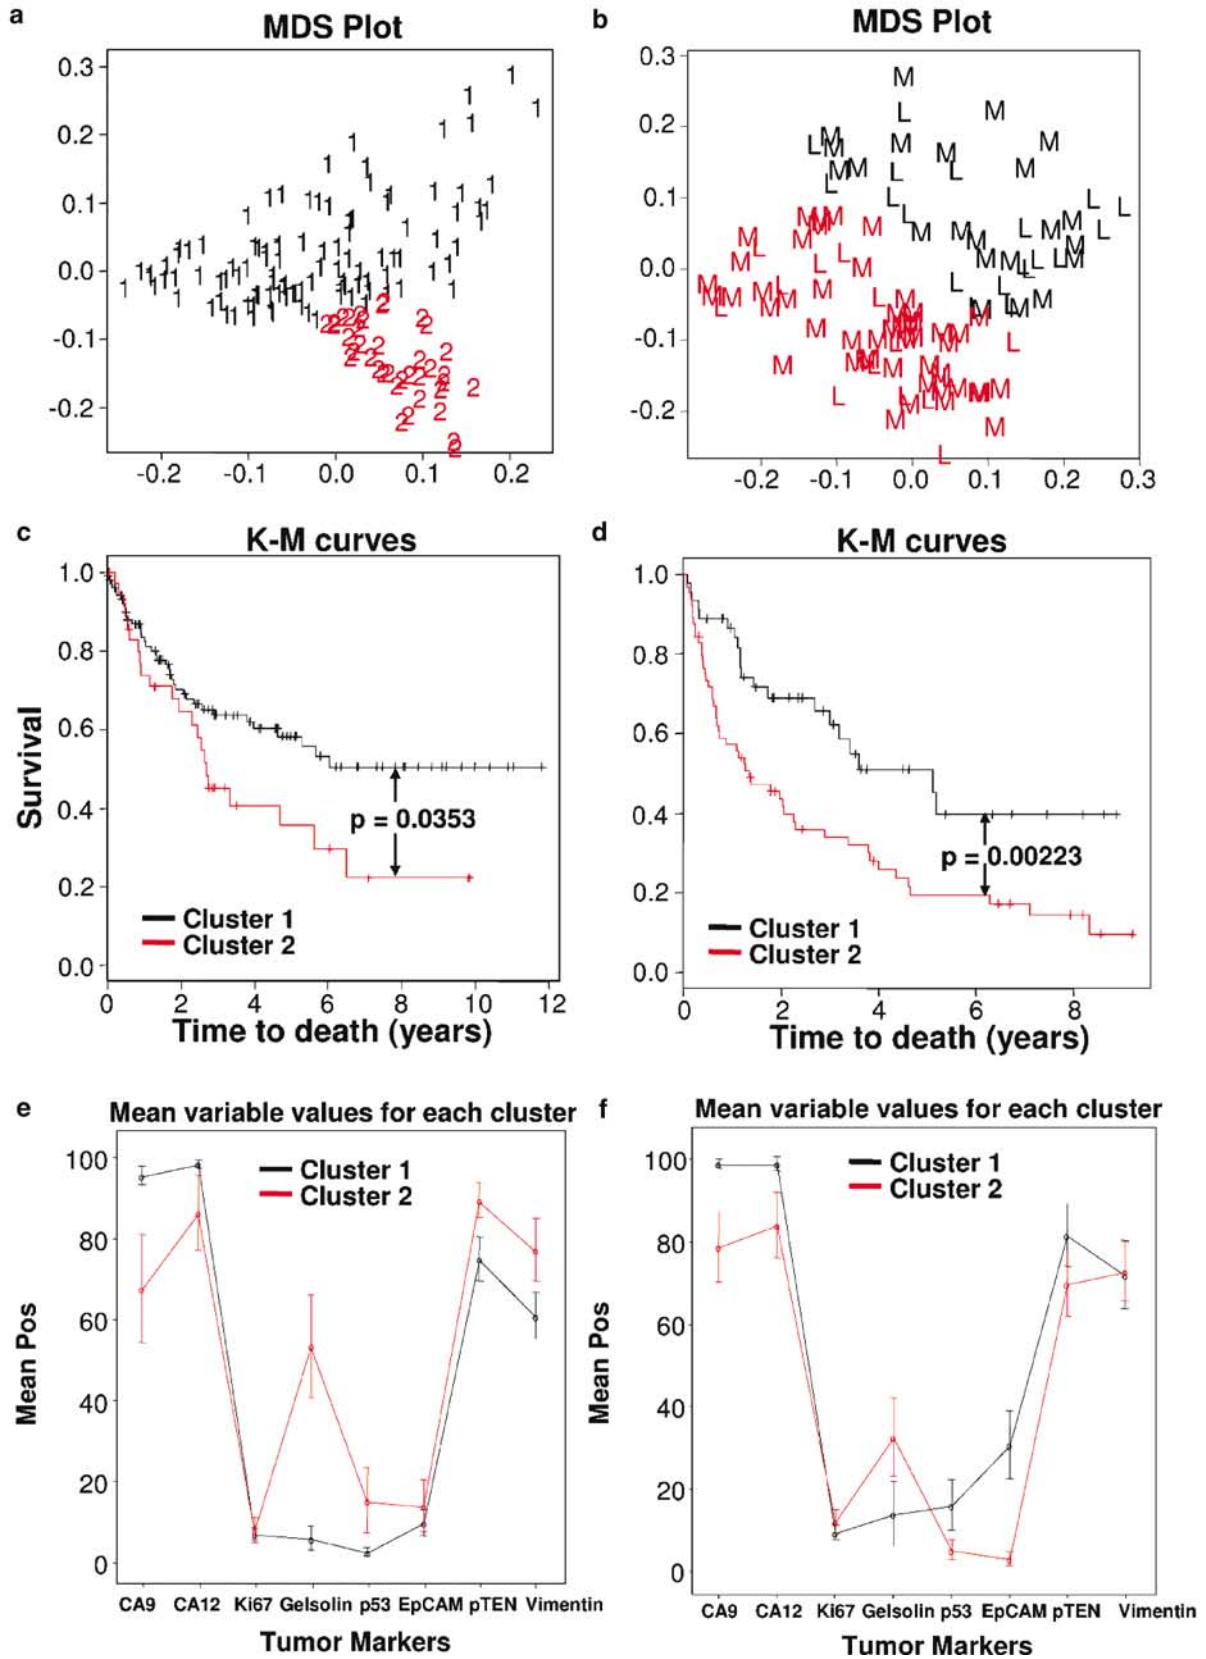 a
MDS Plot
0.3
0.2
0.1
0.0
-0.1
-0.2
-0.2
-0.1
0.0
0.1
0.2
b
MDS Plot
0.3
0.2
0.1
0.0
-0.1
-0.2
-0.2
-0.1
0.0
0.1
0.2
0.3
c
K-M curves
Survival
1.0
0.8
0.6
0.4
0.2
0.0
p = 0.0353
Cluster 1
Cluster 2
0
2
4
6
8
10
12
Time to death (years)
d
K-M curves
1.0
0.8
0.6
0.4
0.2
0.0
p = 0.00223
Cluster 1
Cluster 2
0
2
4
6
8
Time to death (years)
e
Mean variable values for each cluster
Mean Pos
100
80
60
40
20
0
Cluster 1
Cluster 2
CA9 CA12 Ki67 Gelsolin p53 EpCAM pTEN Vimentin
Tumor Markers
f
Mean variable values for each cluster
Mean Pos
100
80
60
40
20
0
Cluster 1
Cluster 2
CA9 CA12 Ki67 Gelsolin p53 EpCAM pTEN Vimentin
Tumor Markers